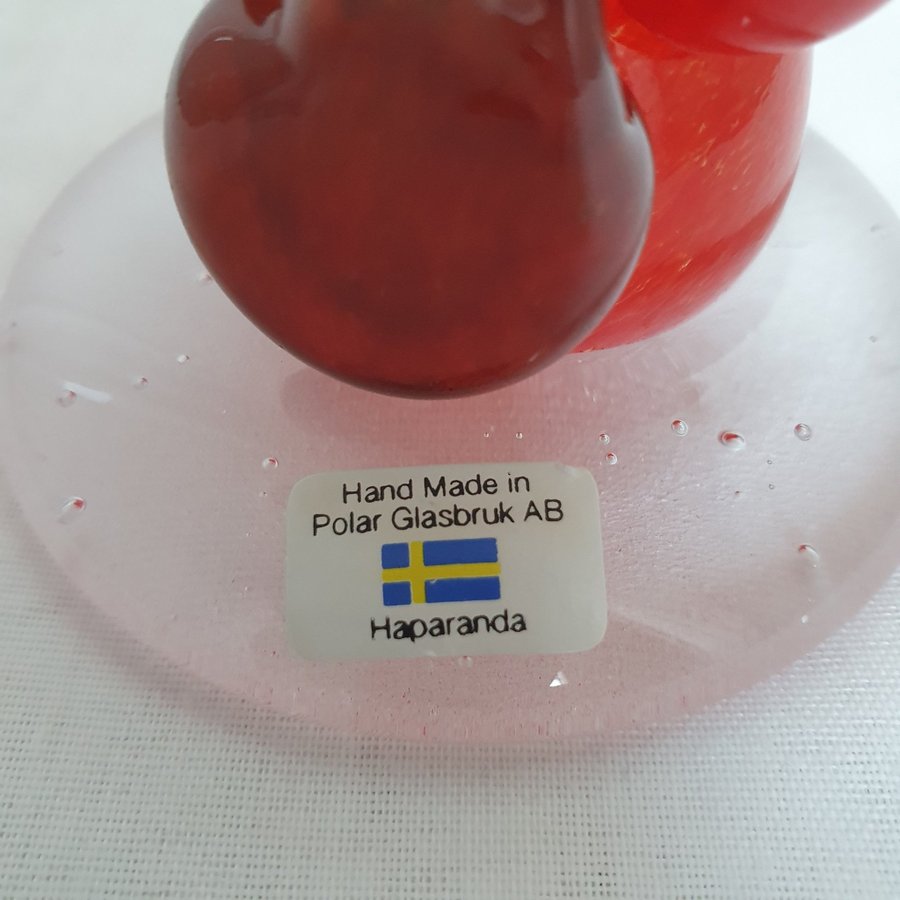 Hand Made in
Polar Glasbruk AB
Haparanda